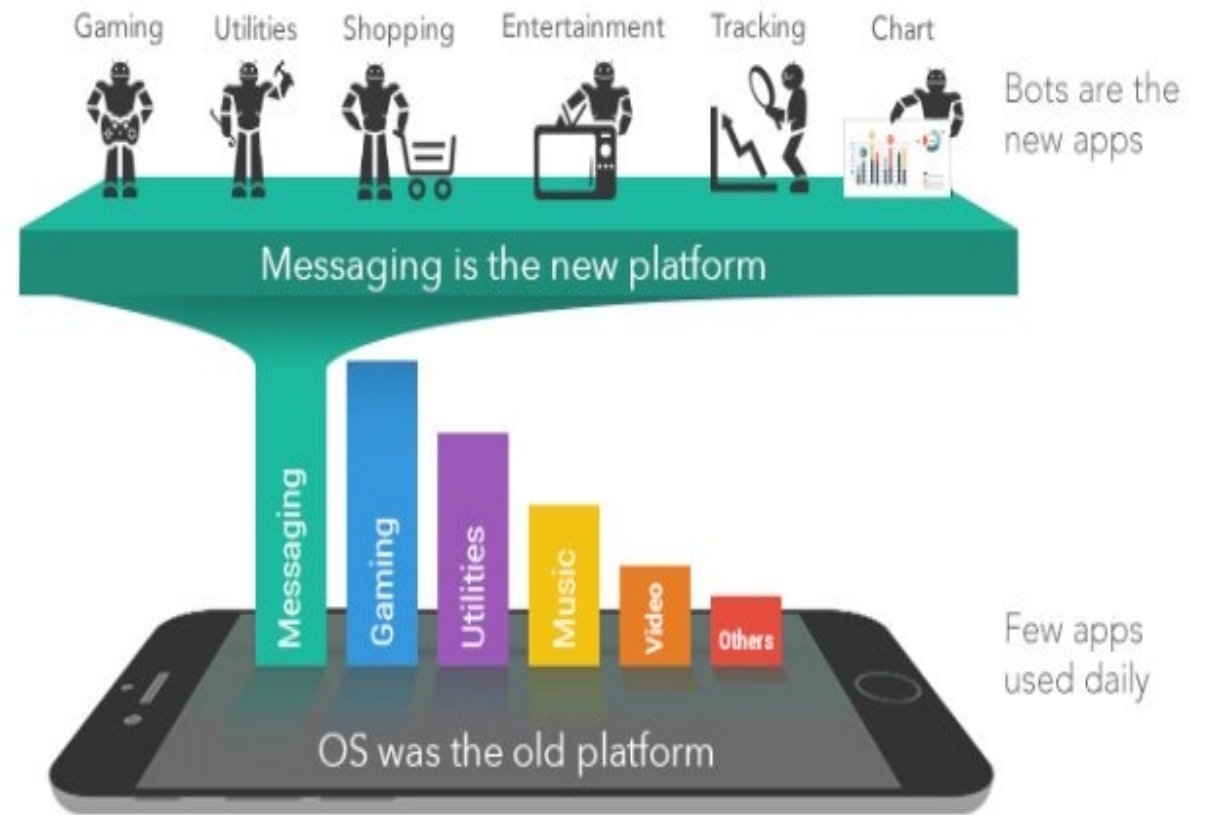 Gaming
Utilities
Shopping
Entertainment
Tracking
Chart
Bots are the
new apps
Messaging is the new platform
Messaging
Gaming
Utilities
Music
Video
Others
Few apps
used daily
OS was the old platform